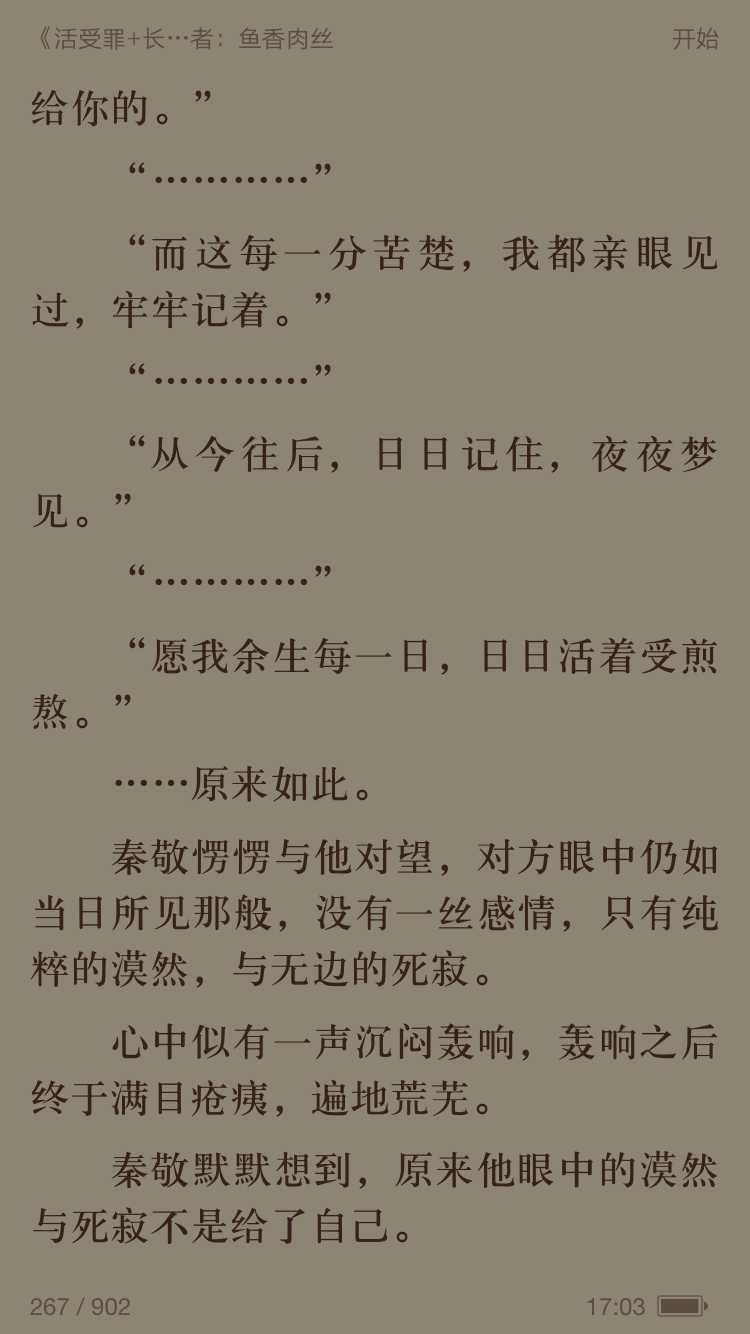 《活受罪+长…者：鱼香肉丝
开始
给你的。”
“…………”
“而这每一分苦楚，我都亲眼见
过，牢牢记着。”
“…………”
“从今往后，日日记住，夜夜梦
见。”
“…………”
“愿我余生每一日，日日活着受煎
熬。”
……原来如此。
秦敬愣愣与他对望，对方眼中仍如
当日所见那般，没有一丝感情，只有纯
粹的漠然，与无边的死寂。
心中似有一声沉闷轰响，轰响之后
终于满目疮痍，遍地荒芜。
秦敬默默想到，原来他眼中的漠然
与死寂不是给了自己。
267 / 902
17:03